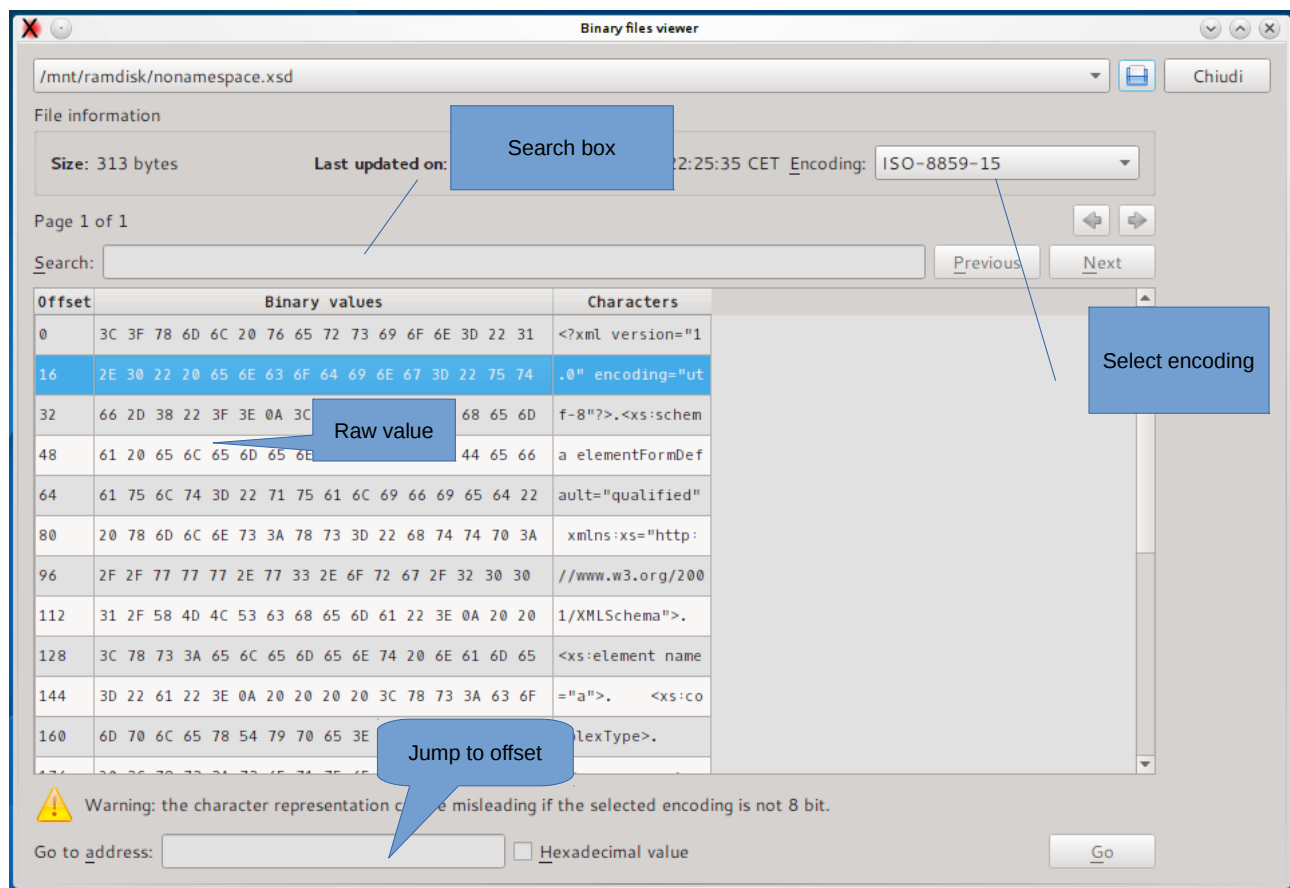 Binary files viewer
/mnt/ramdisk/nonamespace.xsd Chiudi
File information
Search box
Size: 313 bytes Last updated on: 22:25:35 CET Encoding: ISO-8859-15
Page 1 of 1
Search: Previous Next
Offset Binary values Characters
0 3C 3F 78 6D 6C 20 76 65 72 73 69 6F 6E 3D 22 31 <?xml version="1
Select encoding
16 2E 30 22 20 65 6E 63 6F 64 69 6E 67 3D 22 75 74 .0" encoding="ut
32 66 2D 38 22 3F 3E 0A 3C 68 65 6D f-8"?>.<xs:schem
Raw value
48 61 20 65 6C 65 6D 65 6E 44 65 66 a elementFormDef
64 61 75 6C 74 3D 22 71 75 61 6C 69 66 69 65 64 22 ault="qualified"
80 20 78 6D 6C 6E 73 3A 78 73 3D 22 68 74 74 70 3A xmlns:xs="http:
96 2F 2F 77 77 77 2E 77 33 2E 6F 72 67 2F 32 30 30 //www.w3.org/200
112 31 2F 58 4D 4C 53 63 68 65 6D 61 22 3E 0A 20 20 1/XMLSchema">.
128 3C 78 73 3A 65 6C 65 6D 65 6E 74 20 6E 61 6D 65 <xs:element name
144 3D 22 61 22 3E 0A 20 20 20 20 3C 78 73 3A 63 6F ="a">. <xs:co
160 6D 70 6C 65 78 54 79 70 65 3E plexType>.
Jump to offset
Warning: the character representation can be misleading if the selected encoding is not 8 bit.
Go to address: Hexadecimal value Go